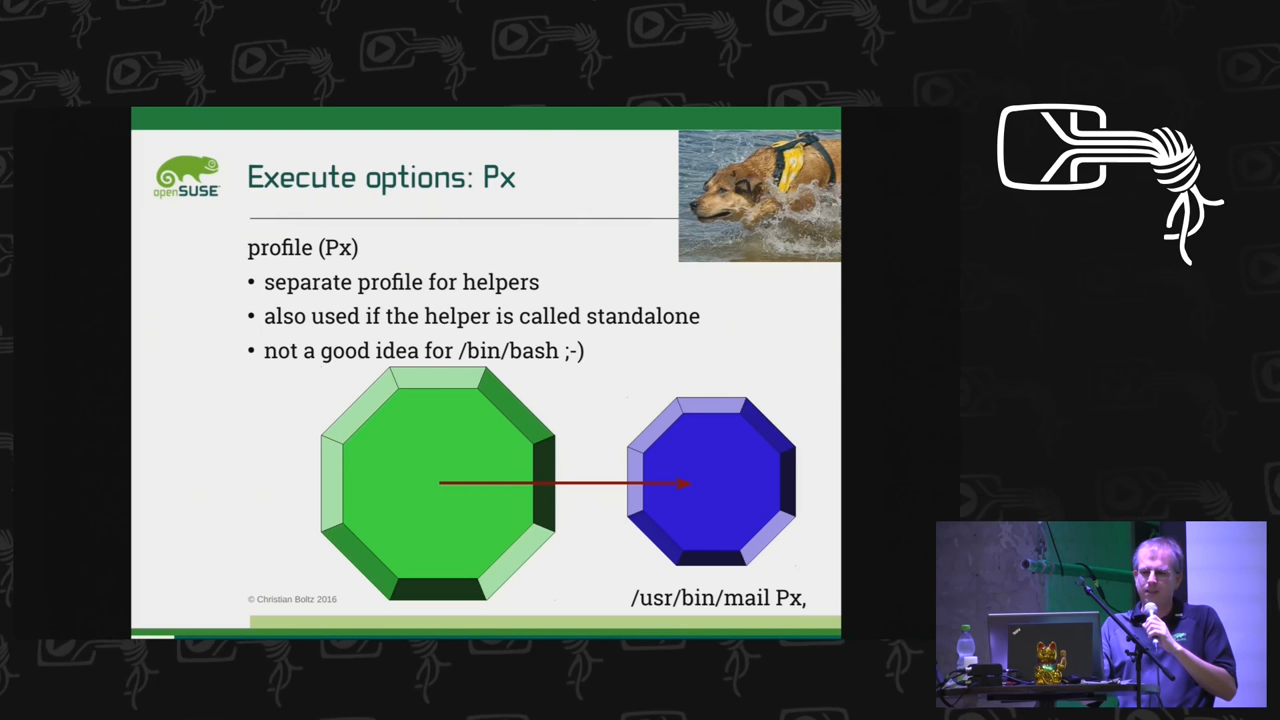 openSUSE
Execute options: Px
profile (Px)
• separate profile for helpers
• also used if the helper is called standalone
• not a good idea for /bin/bash ;-)
© Christian Boltz 2016
/usr/bin/mail Px,